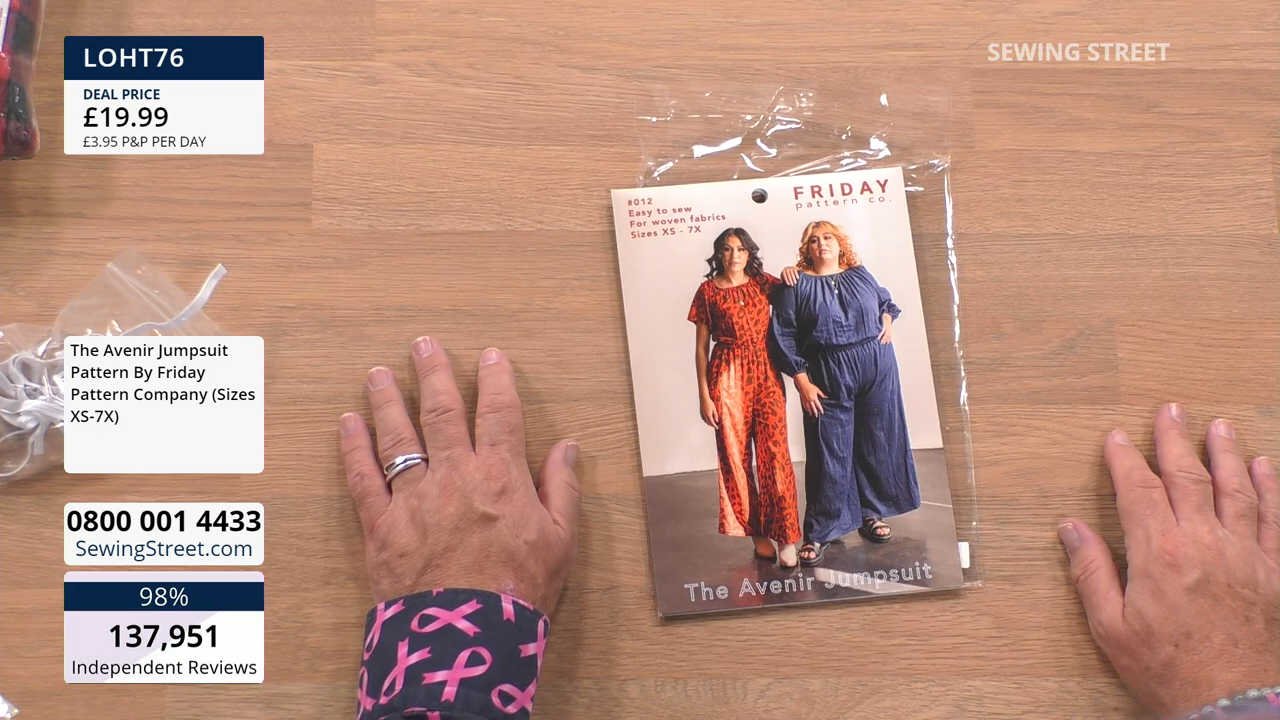 LOHT76
DEAL PRICE
£19.99
£3.95 P&P PER DAY
SEWING STREET
#012
Easy to sew
For woven fabrics
Sizes XS - 7X
FRIDAY
pattern co.
The Avenir Jumpsuit
The Avenir Jumpsuit
Pattern By Friday
Pattern Company (Sizes
XS-7X)
0800 001 4433
SewingStreet.com
98%
137,951
Independent Reviews